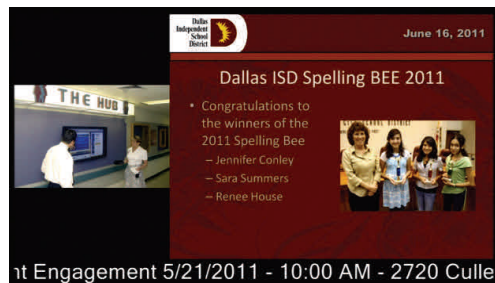 Dallas
Independent
School
District
June 16, 2011
THE HUB
Dallas ISD Spelling BEE 2011
• Congratulations to
the winners of the
2011 Spelling Bee
– Jennifer Conley
– Sara Summers
– Renee House
nt Engagement 5/21/2011 - 10:00 AM - 2720 Culle